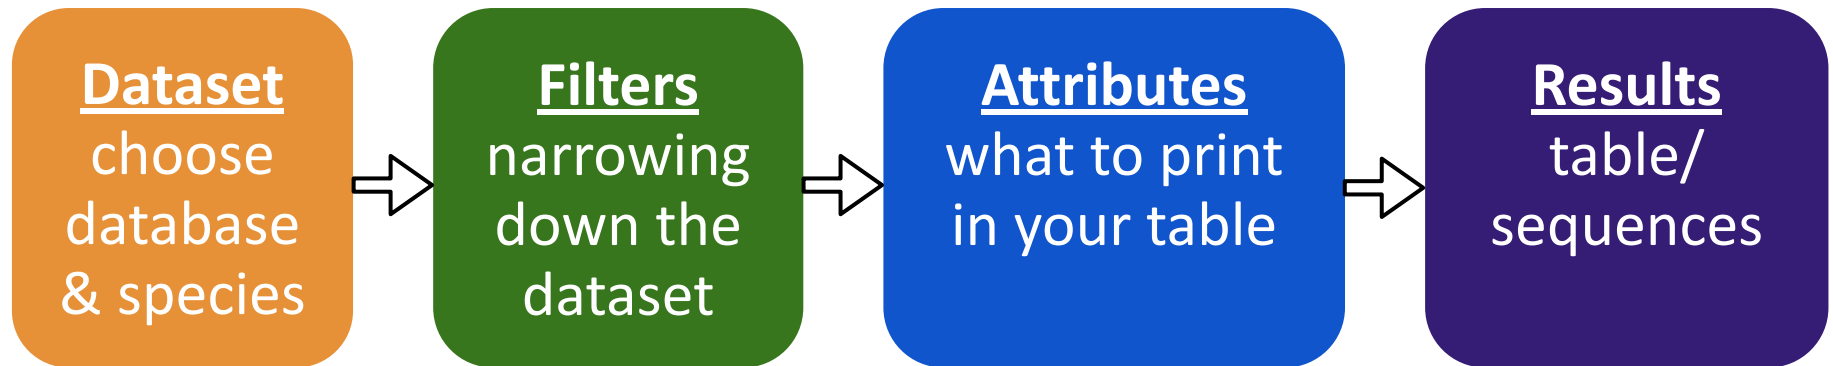 Dataset
choose
database
& species
Filters
narrowing
down the
dataset
Attributes
what to print
in your table
Results
table/
sequences